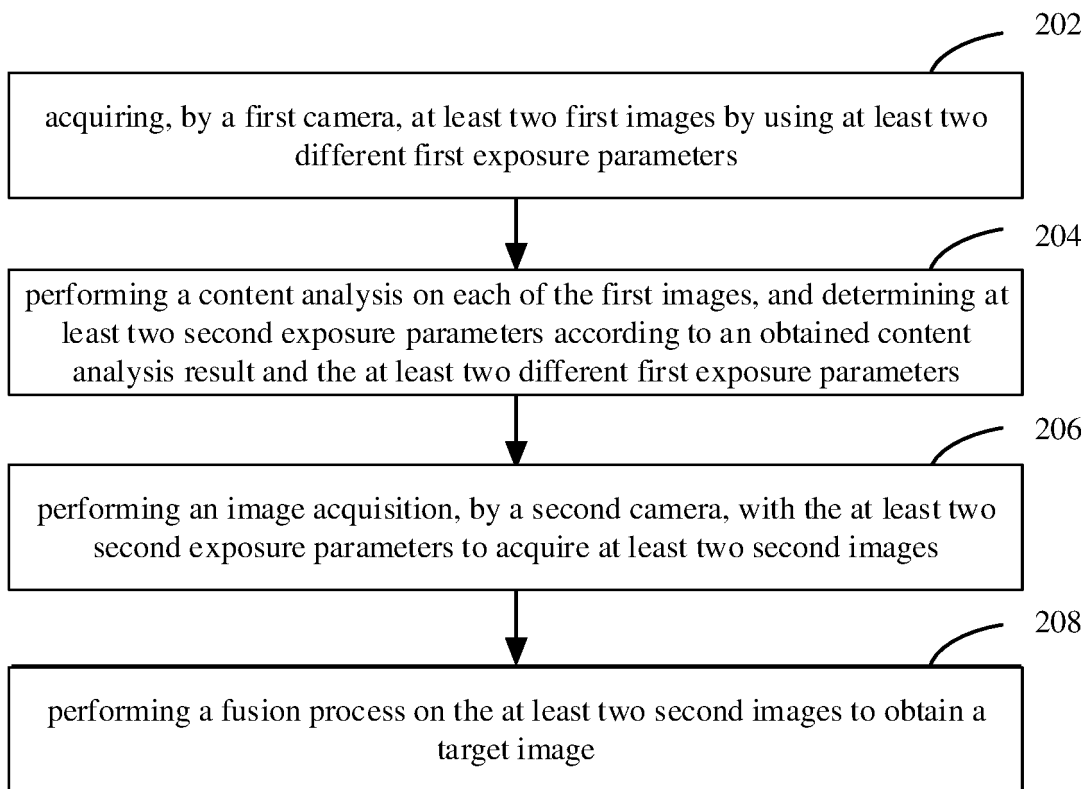 202
acquiring, by a first camera, at least two first images by using at least two
different first exposure parameters
204
performing a content analysis on each of the first images, and determining at
least two second exposure parameters according to an obtained content
analysis result and the at least two different first exposure parameters
206
performing an image acquisition, by a second camera, with the at least two
second exposure parameters to acquire at least two second images
208
performing a fusion process on the at least two second images to obtain a
target image